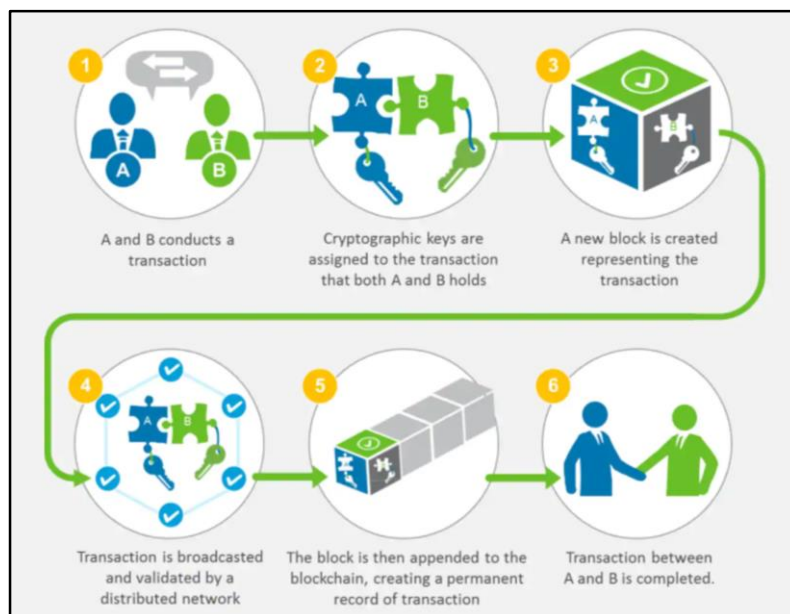 1
A
B
A and B conducts a
transaction
2
A
B
Cryptographic keys are
assigned to the transaction
that both A and B holds
3
A
B
A new block is created
representing the
transaction
4
A
B
Transaction is broadcasted
and validated by a
distributed network
5
A
B
The block is then appended to the
blockchain, creating a permanent
record of transaction
6
Transaction between
A and B is completed.